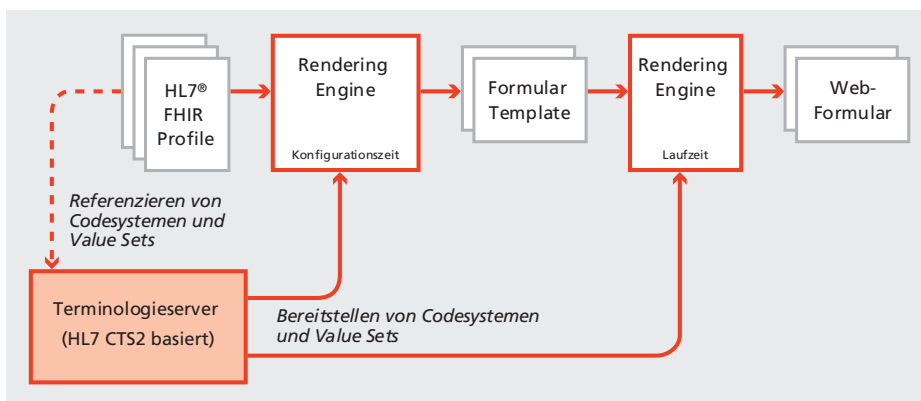 HL7®
FHIR
Profile
Rendering
Engine
Konfigurationszeit
Formular
Template
Rendering
Engine
Laufzeit
Web-
Formular
Referenzieren von
Codesystemen und
Value Sets
Terminologieserver
(HL7 CTS2 basiert)
Bereitstellen von Codesystemen
und Value Sets